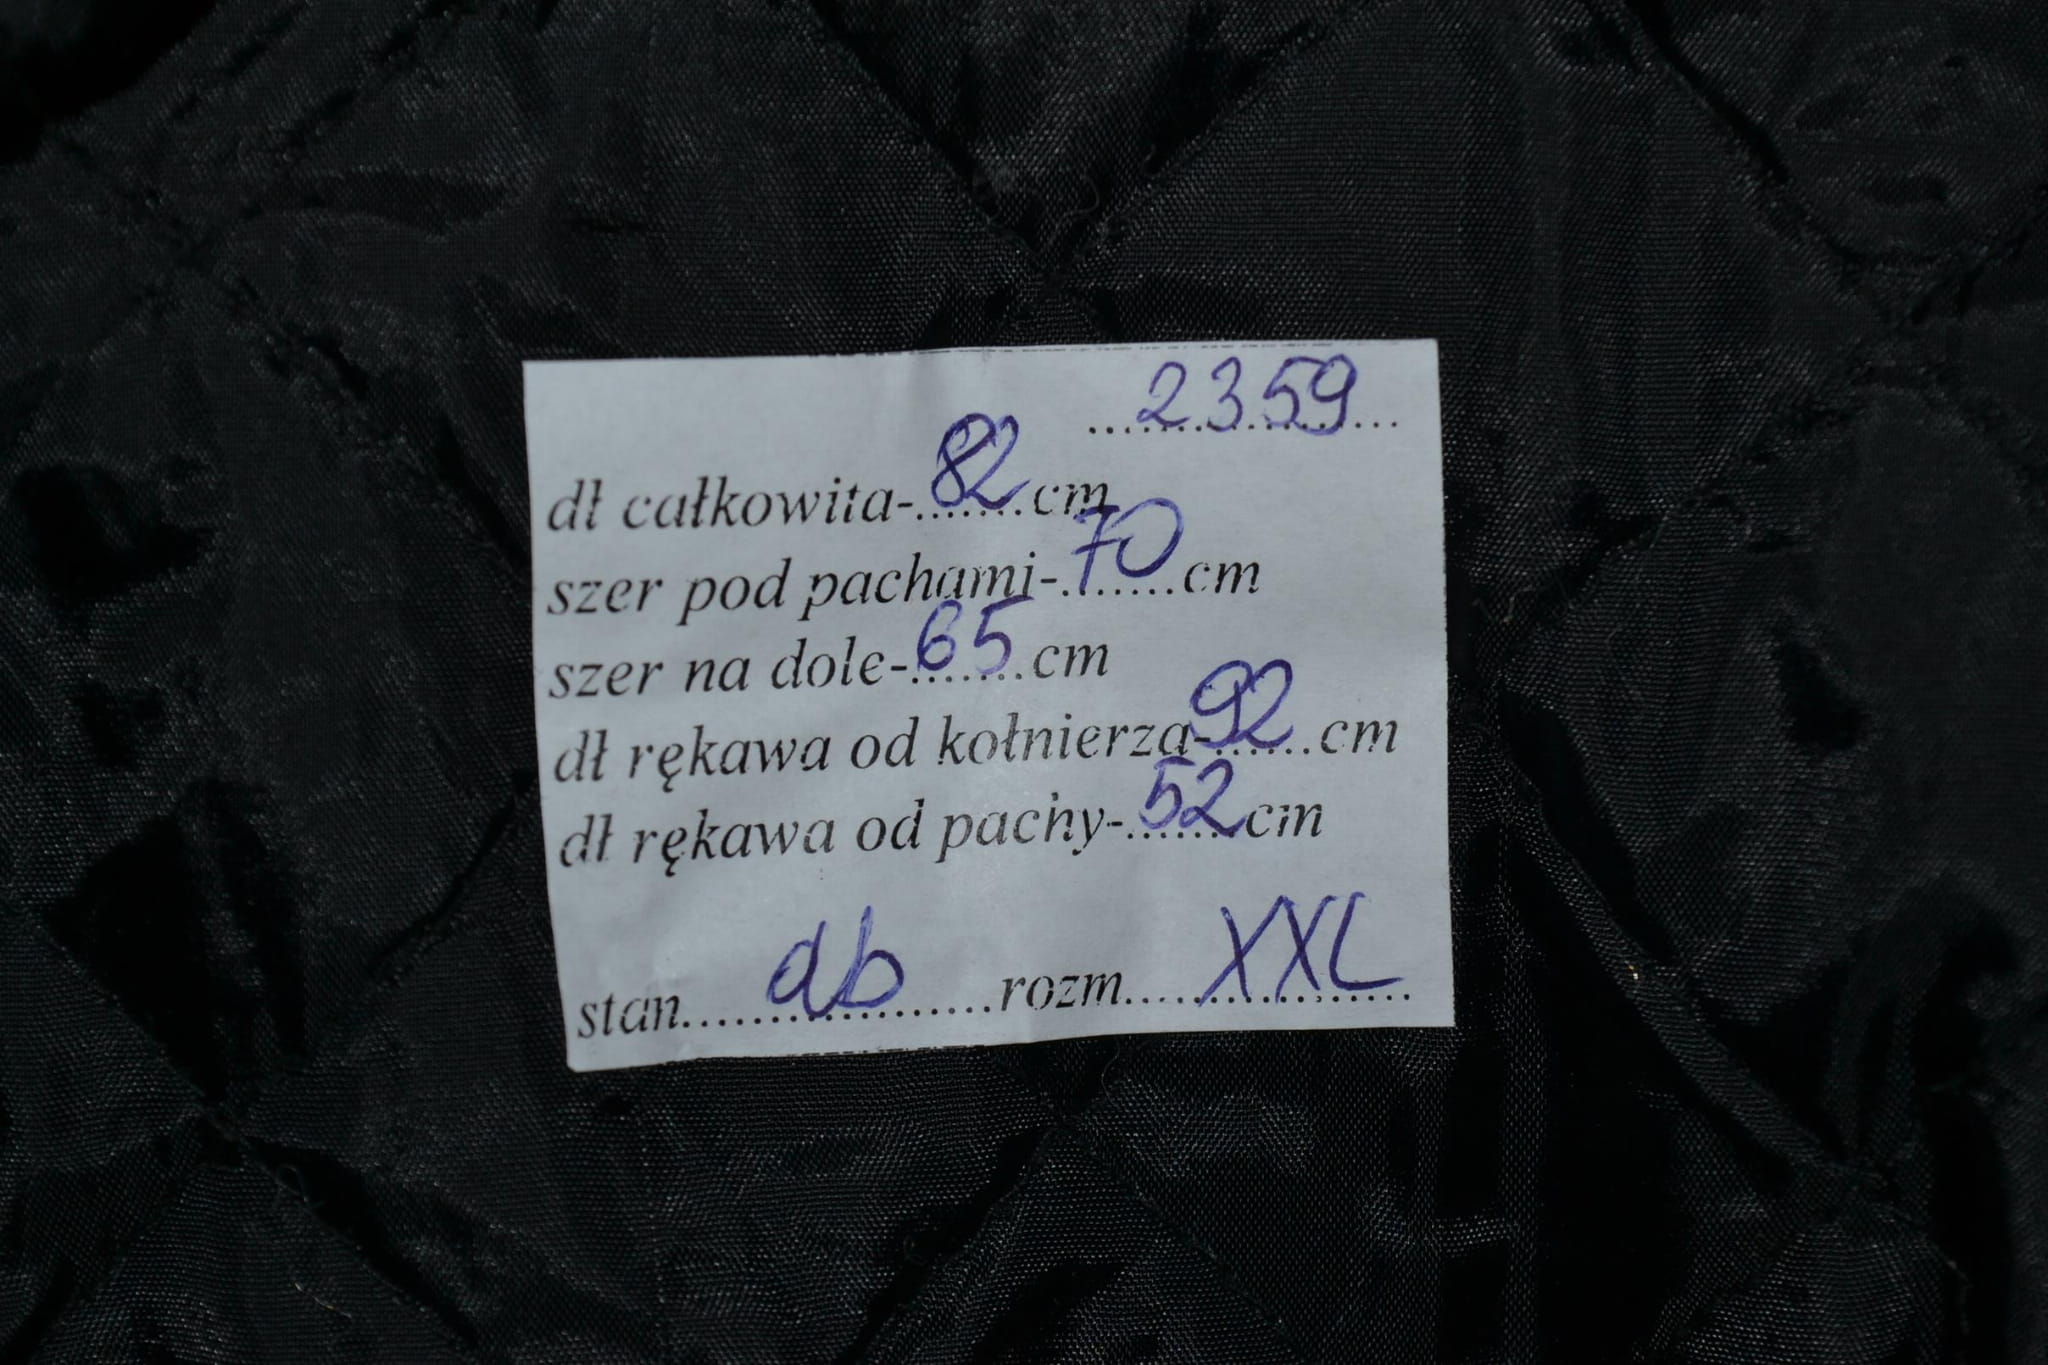 ...2359...
dł całkowita-82cm
szer pod pachami-70cm
szer na dole-65cm
dł rękawa od kołnierza-92cm
dł rękawa od pachy-52cm
stan db rozm XXL